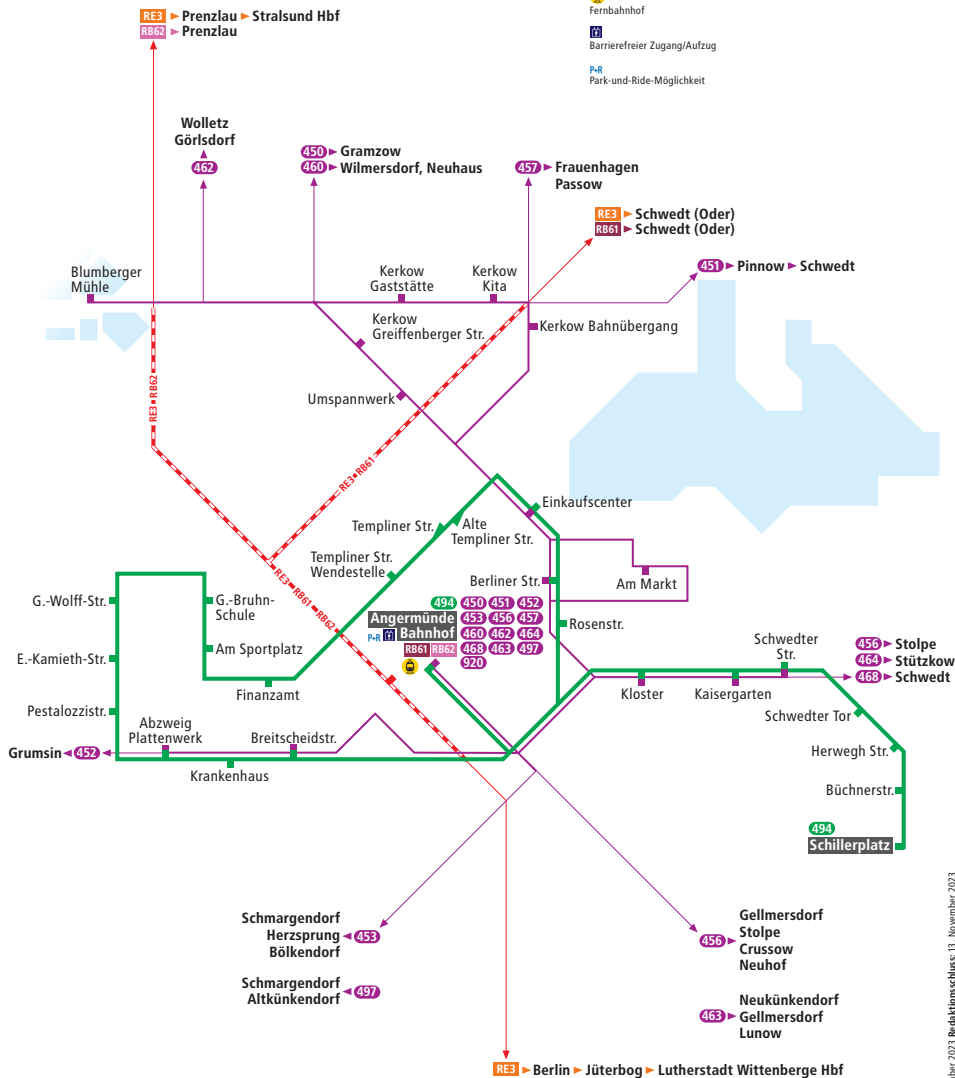 RE3 ▸ Prenzlau ▸ Stralsund Hbf
RB62 ▸ Prenzlau
Fernbahnhof
Barrierefreier Zugang/Aufzug
P+R
Park-und-Ride-Möglichkeit
Wolletz
Görlsdorf
462
450 ▸ Gramzow
460 ▸ Wilmersdorf, Neuhaus
457 ▸ Frauenhagen
Passow
RE3 ▸ Schwedt (Oder)
RB61 ▸ Schwedt (Oder)
451 ▸ Pinnow ▸ Schwedt
Blumberger
Mühle
Kerkow
Gaststätte
Kerkow
Kita
Kerkow
Greiffenberger Str.
Kerkow Bahnübergang
RE3 • RB62
Umspannwerk
RE3 • RB61
Einkaufscenter
Templiner Str.
Alte
Templiner Str.
Templiner Str.
Wendestelle
RE3 • RB61 • RB62
Berliner Str.
Am Markt
G.-Wolff-Str.
G.-Bruhn-
Schule
494 450 451 452
Angermünde 453 456 457
P+R Bahnhof 460 462 464
RB61 RB62 468 463 497
920
Rosenstr.
E.-Kamieth-Str.
Am Sportplatz
Finanzamt
Schwedter
Str.
456 ▸ Stolpe
464 ▸ Stützkow
468 ▸ Schwedt
Kloster
Kaisergarten
Pestalozzistr.
Schwedter Tor
Abzweig
Plattenwerk
Breitscheidstr.
Grumsin ◂ 452
Krankenhaus
Herwegh Str.
Büchnerstr.
494
Schillerplatz
Schmargendorf
Herzsprung ◂ 453
Bölkendorf
Schmargendorf
Altkünkendorf ◂ 497
Gellmersdorf
456 ▸ Stolpe
Crussow
Neuhof
Neukünkendorf
463 ▸ Gellmersdorf
Lunow
RE3 ▸ Berlin ▸ Jüterbog ▸ Lutherstadt Wittenberge Hbf
2023 Redaktionsschluss: 13. November 2023